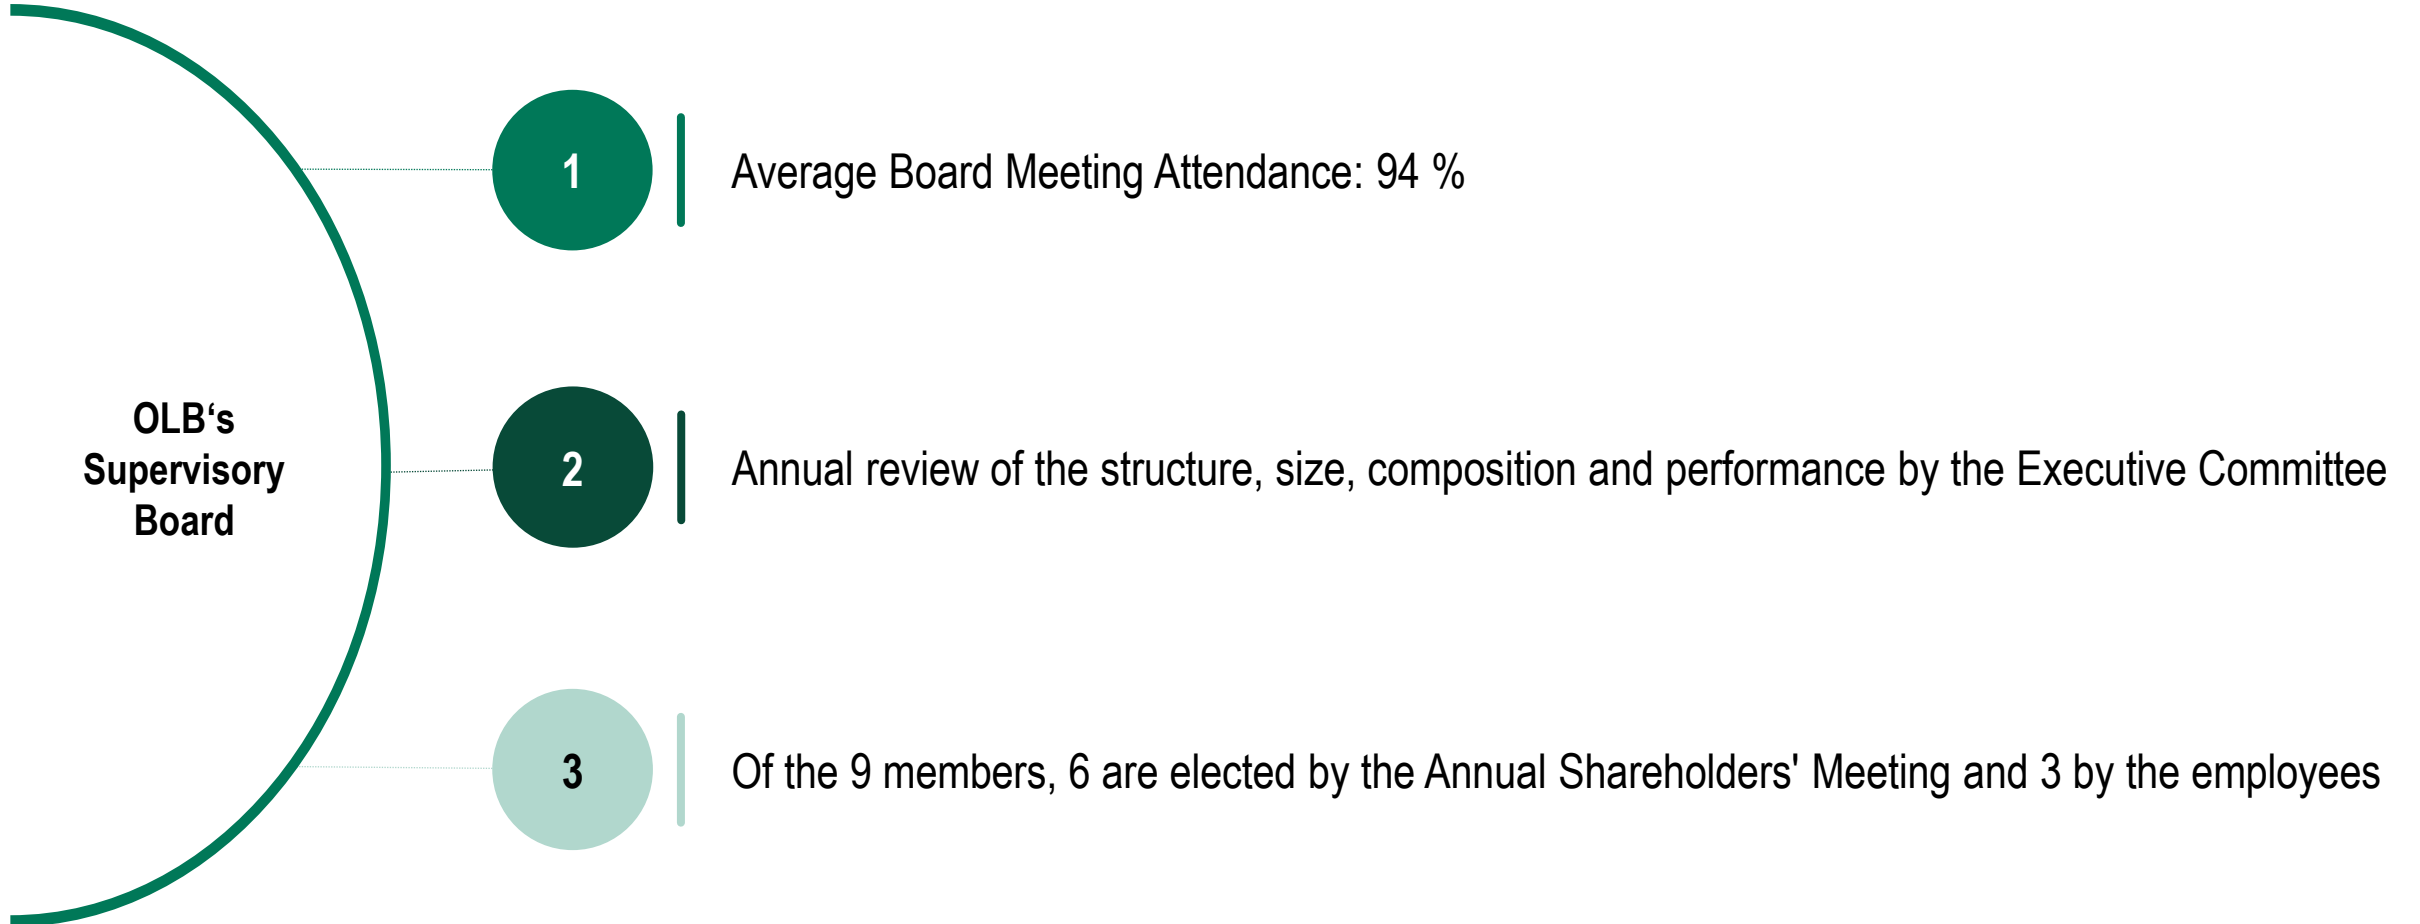 OLB‘s
Supervisory
Board
1
Average Board Meeting Attendance: 94 %
2
Annual review of the structure, size, composition and performance by the Executive Committee
3
Of the 9 members, 6 are elected by the Annual Shareholders' Meeting and 3 by the employees